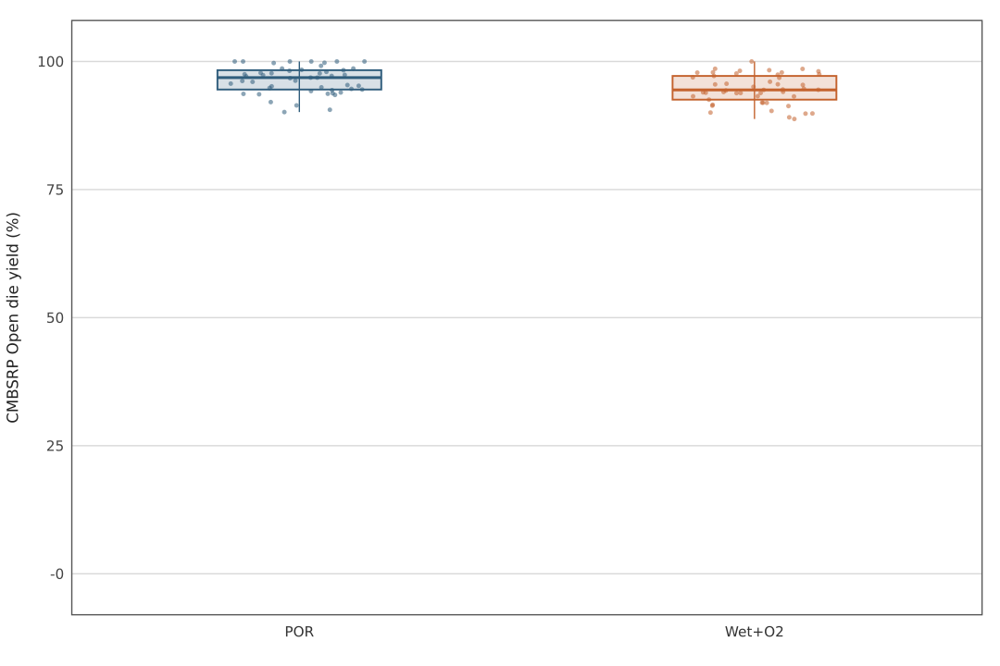 CMBSRP Open die yield (%)
100
75
50
25
-0
POR
Wet+O2